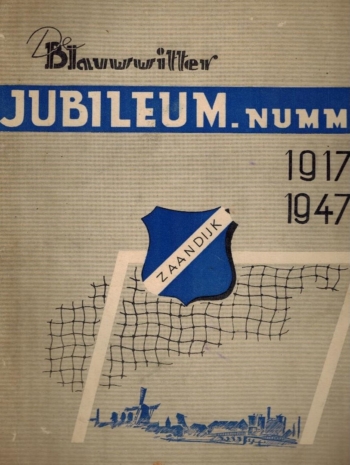 De Blauwwitter
JUBILEUM-NUMM
1917
1947
ZAANDIJK